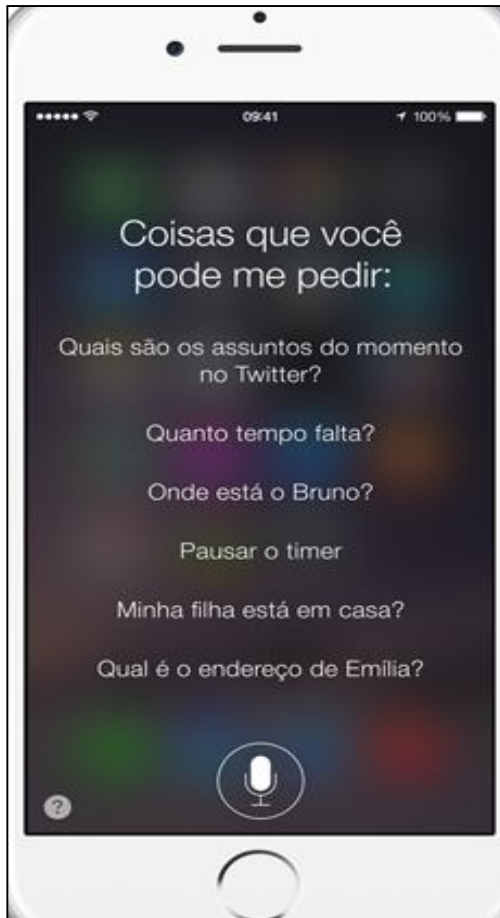 09:41
100%
Coisas que você
pode me pedir:
Quais são os assuntos do momento
no Twitter?
Quanto tempo falta?
Onde está o Bruno?
Pausar o timer
Minha filha está em casa?
Qual é o endereço de Emília?
?